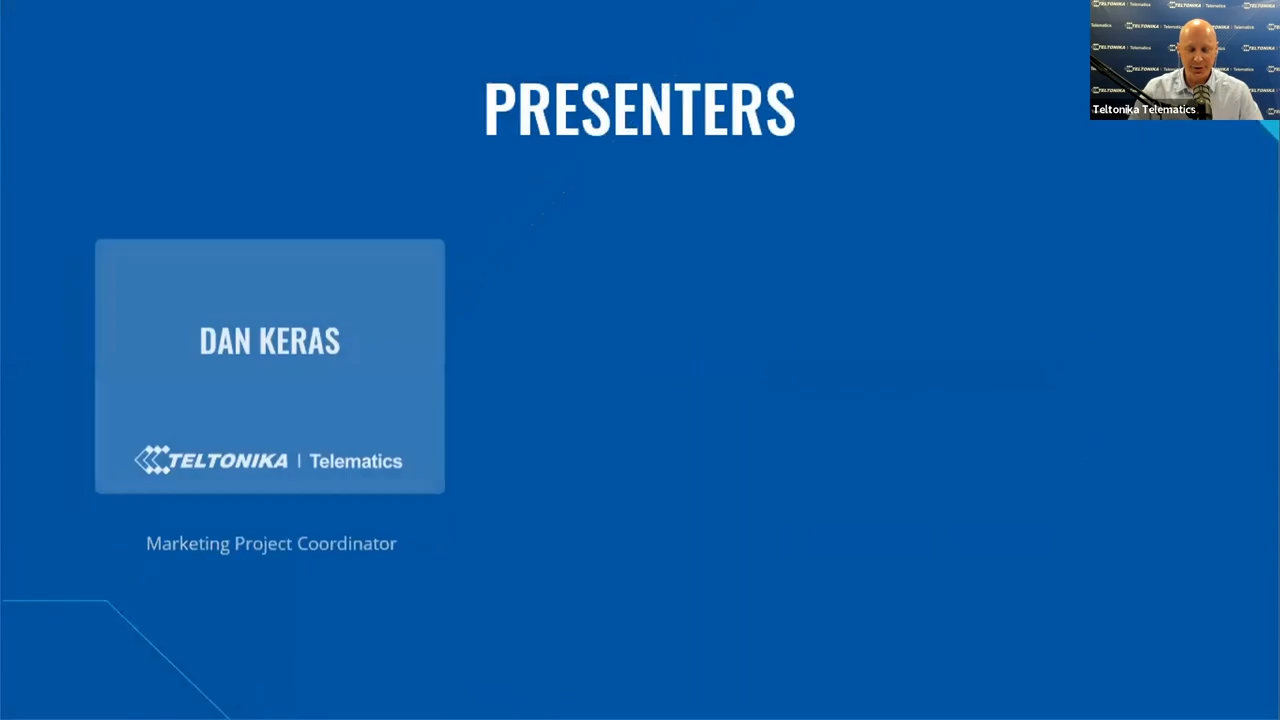 PRESENTERS
Teltonika Telematics
DAN KERAS
TELTONIKA | Telematics
Marketing Project Coordinator